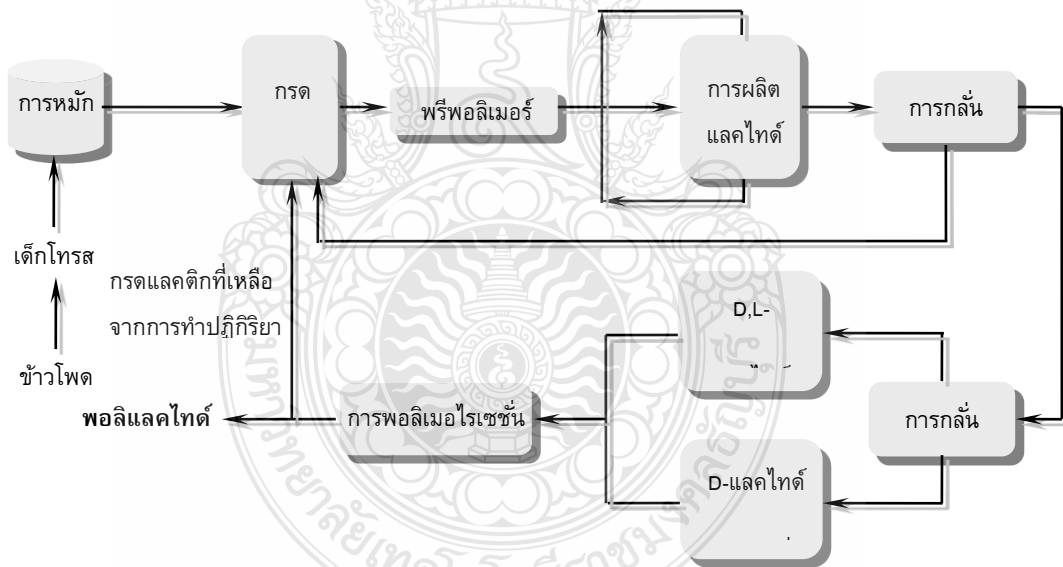 การหมัก
กรด
พรีพอลิเมอร์
การผลิต
แลคไทด์
การกลั่น
เด็กโทรส
ข้าวโพด
กรดแลคติกที่เหลือ
จากการทำปฏิกิริยา
พอลิแลคไทด์
การพอลิเมอไรเซชั่น
D,L-
D-แลคไทด์
การกลั่น